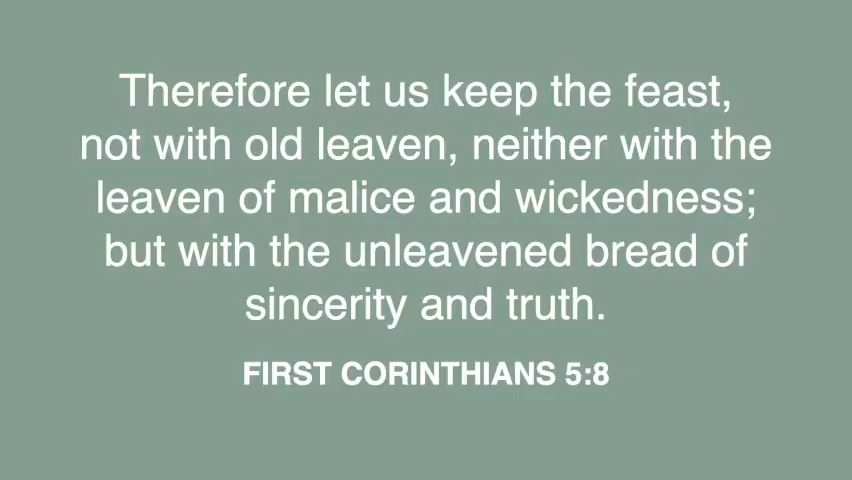 Therefore let us keep the feast,
not with old leaven, neither with the
leaven of malice and wickedness;
but with the unleavened bread of
sincerity and truth.
FIRST CORINTHIANS 5:8